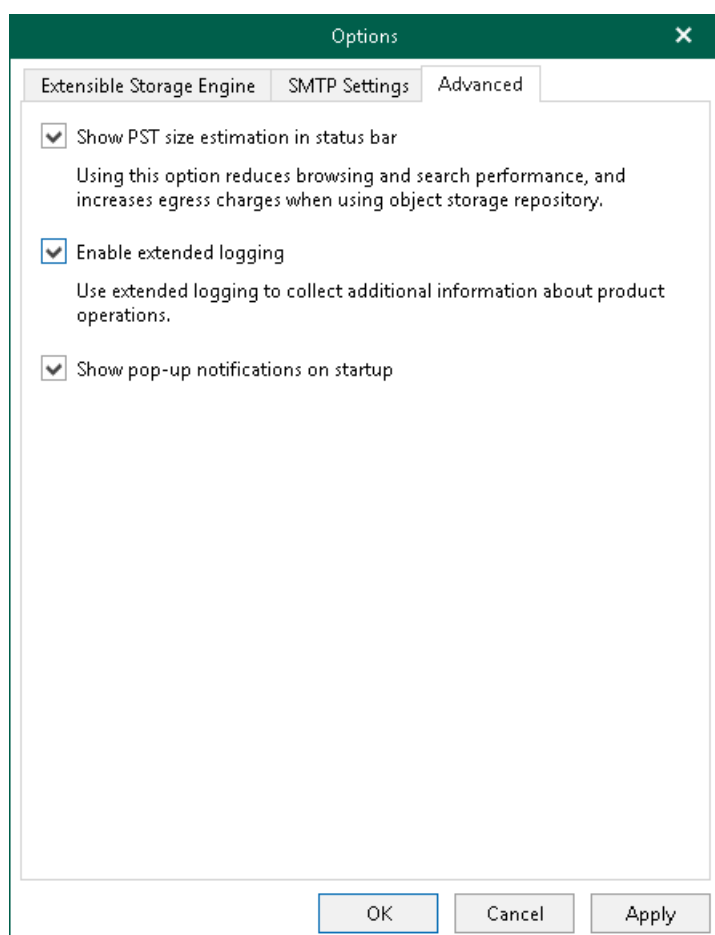 Options
Extensible Storage Engine SMTP Settings Advanced
Show PST size estimation in status bar
Using this option reduces browsing and search performance, and
increases egress charges when using object storage repository.
Enable extended logging
Use extended logging to collect additional information about product
operations.
Show pop-up notifications on startup
OK Cancel Apply